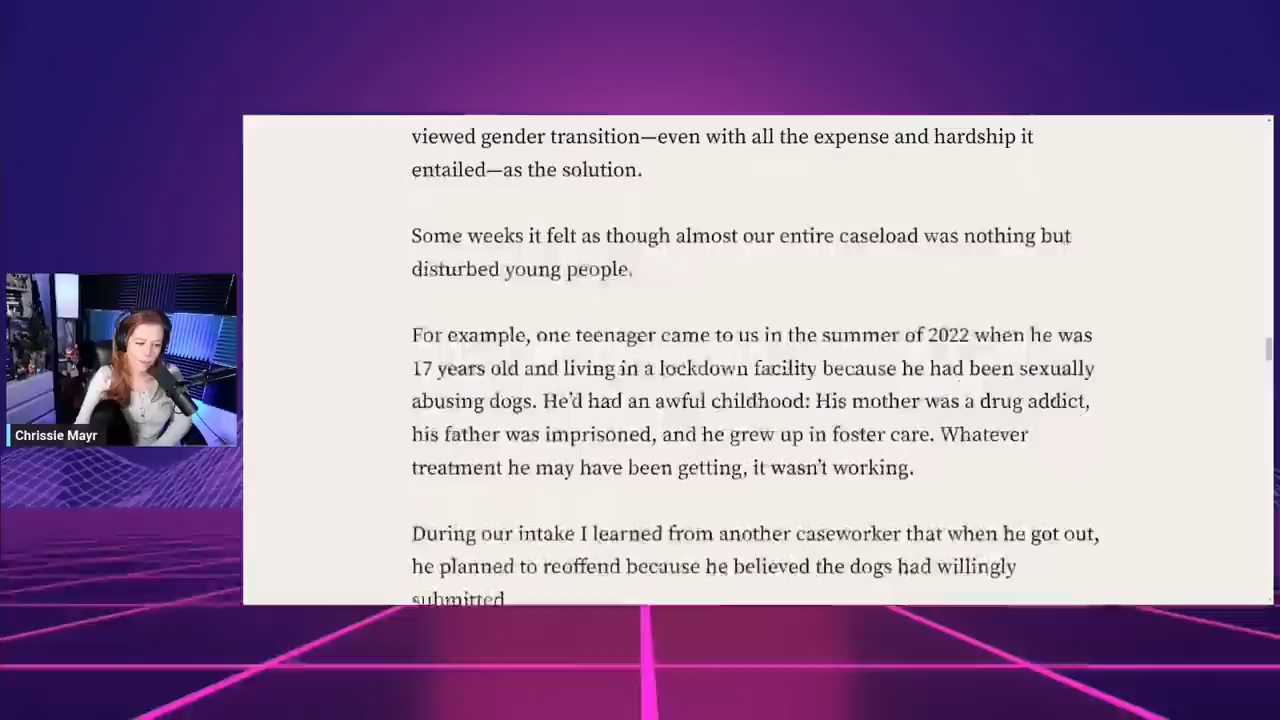 viewed gender transition—even with all the expense and hardship it
entailed—as the solution.
Some weeks it felt as though almost our entire caseload was nothing but
disturbed young people.
For example, one teenager came to us in the summer of 2022 when he was
17 years old and living in a lockdown facility because he had been sexually
abusing dogs. He’d had an awful childhood: His mother was a drug addict,
his father was imprisoned, and he grew up in foster care. Whatever
treatment he may have been getting, it wasn’t working.
During our intake I learned from another caseworker that when he got out,
he planned to reoffend because he believed the dogs had willingly
submitted
Chrissie Mayr